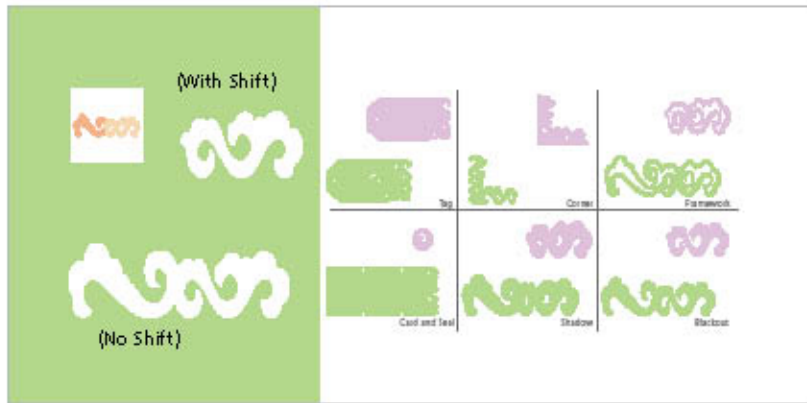 (With Shift)
(No Shift)
Tag
Corner
Framework
Card and Seal
Shadow
Blackout